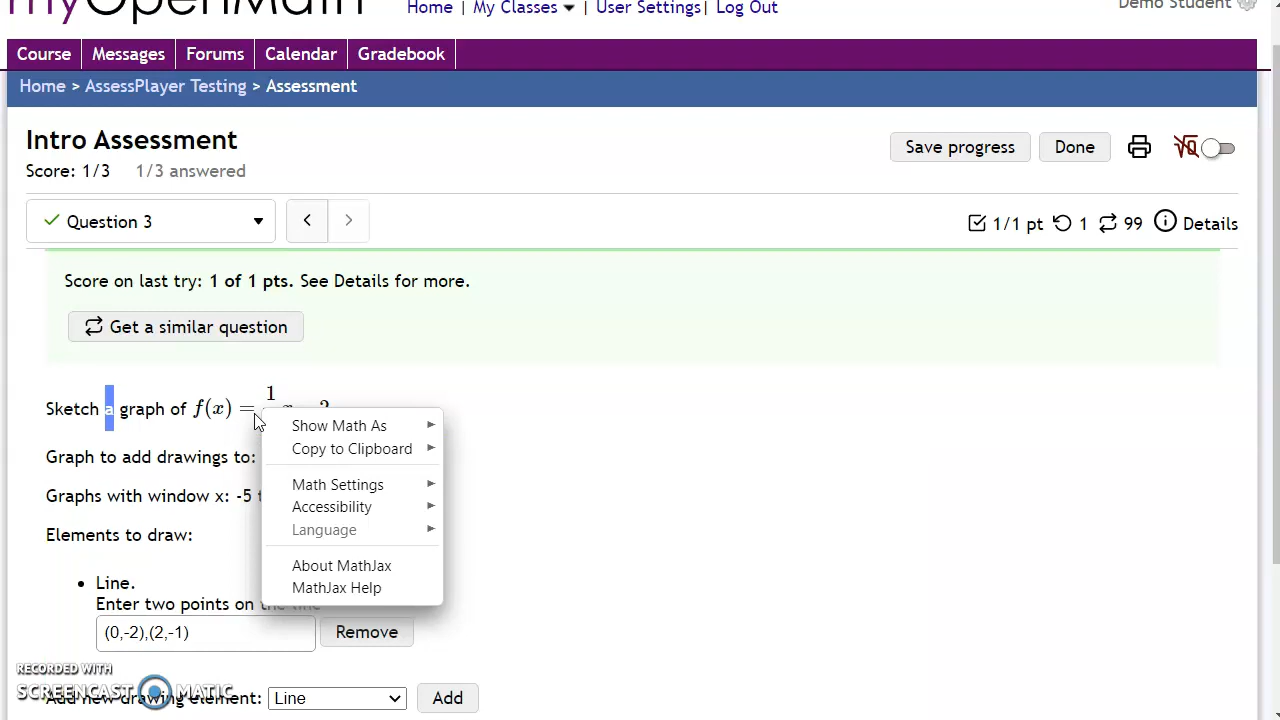 myOpenMath
Home | My Classes | User Settings | Log Out
Demo Student
Course Messages Forums Calendar Gradebook
Home > AssessPlayer Testing > Assessment
Intro Assessment
Save progress Done
Score: 1/3 1/3 answered
Question 3 < > 1/1 pt 1 99 Details
Score on last try: 1 of 1 pts. See Details for more.
Get a similar question
Sketch a graph of f(x) = 1
Show Math As
Copy to Clipboard
Graph to add drawings to:
Math Settings
Graphs with window x: -5
Accessibility
Language
Elements to draw:
About MathJax
• Line.
MathJax Help
Enter two points on the line
(0,-2),(2,-1) Remove
RECORDED WITH
SCREENCAST MATIC
Add new drawing element: Line Add